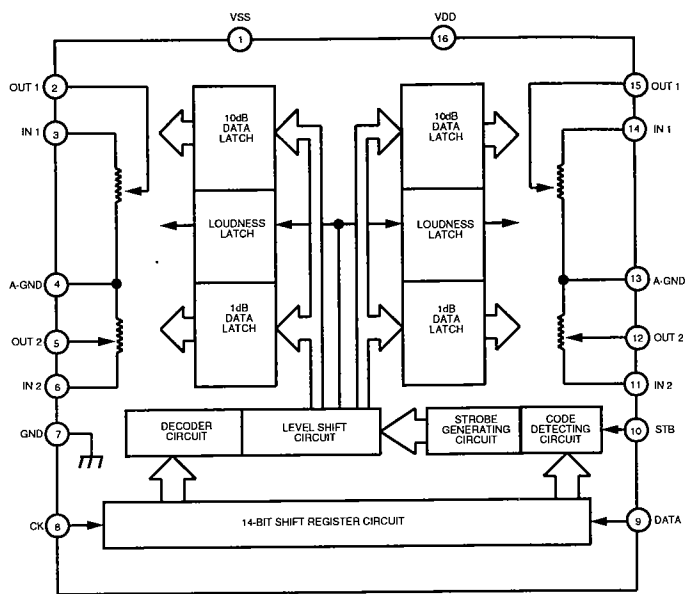 VSS
VDD
1
16
OUT 1
2
15
OUT 1
IN 1
3
14
IN 1
10dB
DATA
LATCH
10dB
DATA
LATCH
LOUDNESS
LATCH
LOUDNESS
LATCH
A-GND
4
13
A-GND
1dB
DATA
LATCH
1dB
DATA
LATCH
OUT 2
5
12
OUT 2
IN 2
6
11
IN 2
GND
7
DECODER
CIRCUIT
LEVEL SHIFT
CIRCUIT
STROBE
GENERATING
CIRCUIT
CODE
DETECTING
CIRCUIT
10
STB
CK
8
14-BIT SHIFT REGISTER CIRCUIT
9
DATA